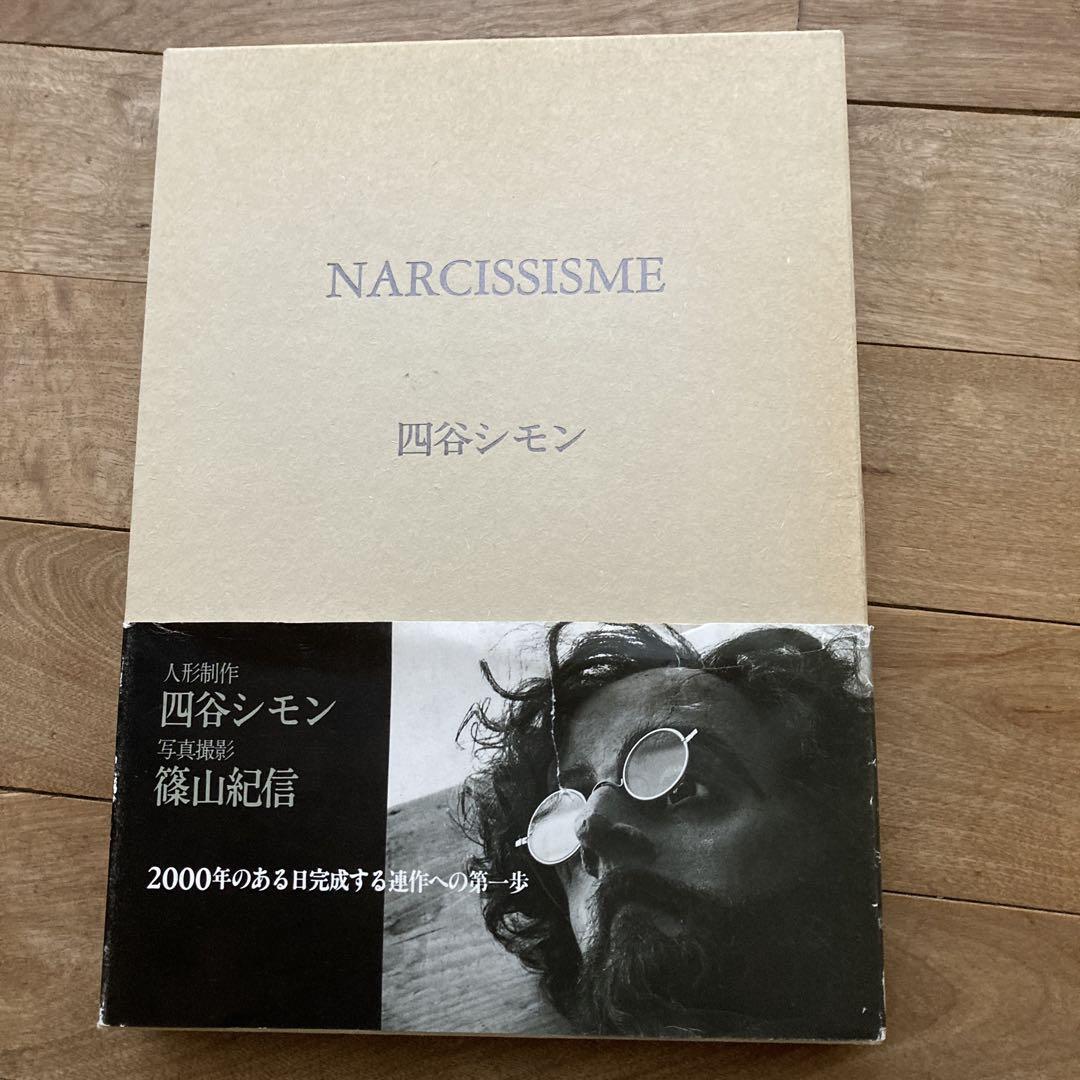 NARCISSISME
四谷シモン
人形制作
四谷シモン
写真撮影
篠山紀信
2000年のある日完成する連作への第一歩